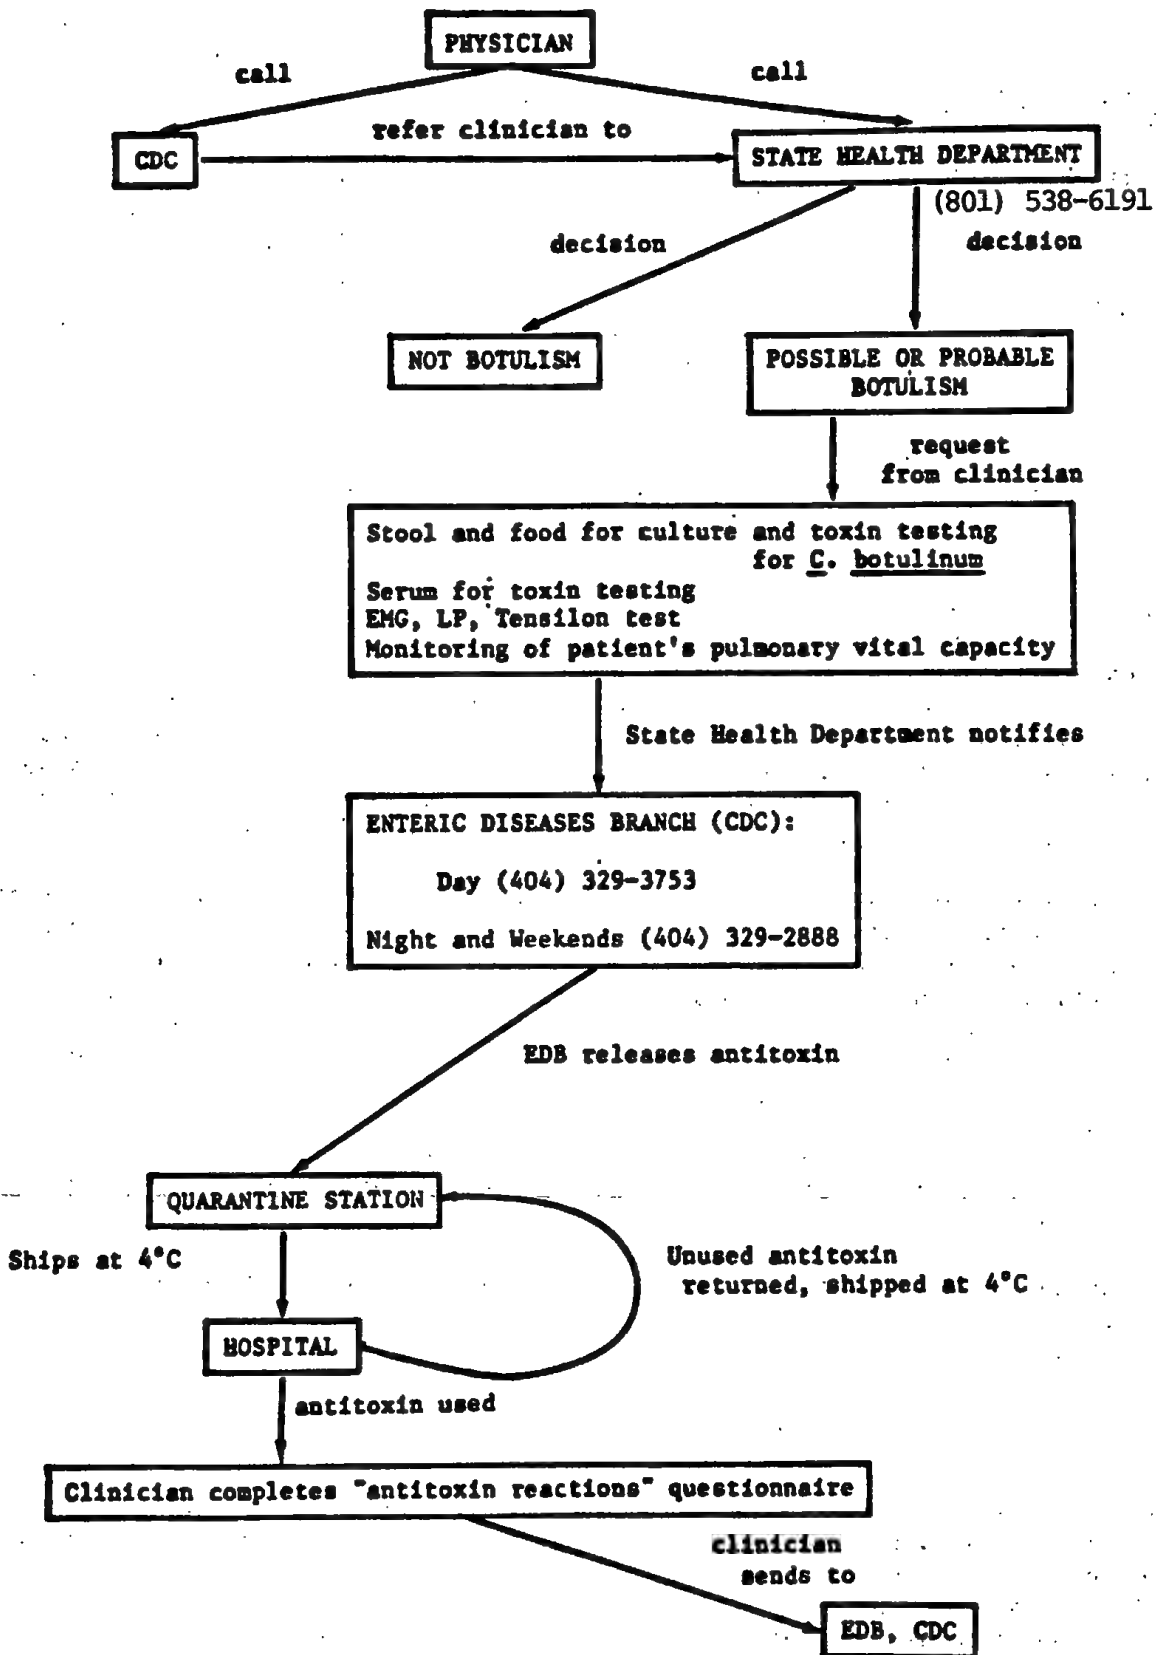 PHYSICIAN
call
call
refer clinician to
CDC
STATE HEALTH DEPARTMENT
(801) 538-6191
decision
decision
NOT BOTULISM
POSSIBLE OR PROBABLE
BOTULISM
request
from clinician
Stool and food for culture and toxin testing
for C. botulinum
Serum for toxin testing
EMG, LP, Tensilon test
Monitoring of patient's pulmonary vital capacity
State Health Department notifies
ENTERIC DISEASES BRANCH (CDC):
Day (404) 329-3753
Night and Weekends (404) 329-2888
EDB releases antitoxin
QUARANTINE STATION
Ships at 4°C
Unused antitoxin
returned, shipped at 4°C
HOSPITAL
antitoxin used
Clinician completes "antitoxin reactions" questionnaire
clinician
sends to
EDB, CDC